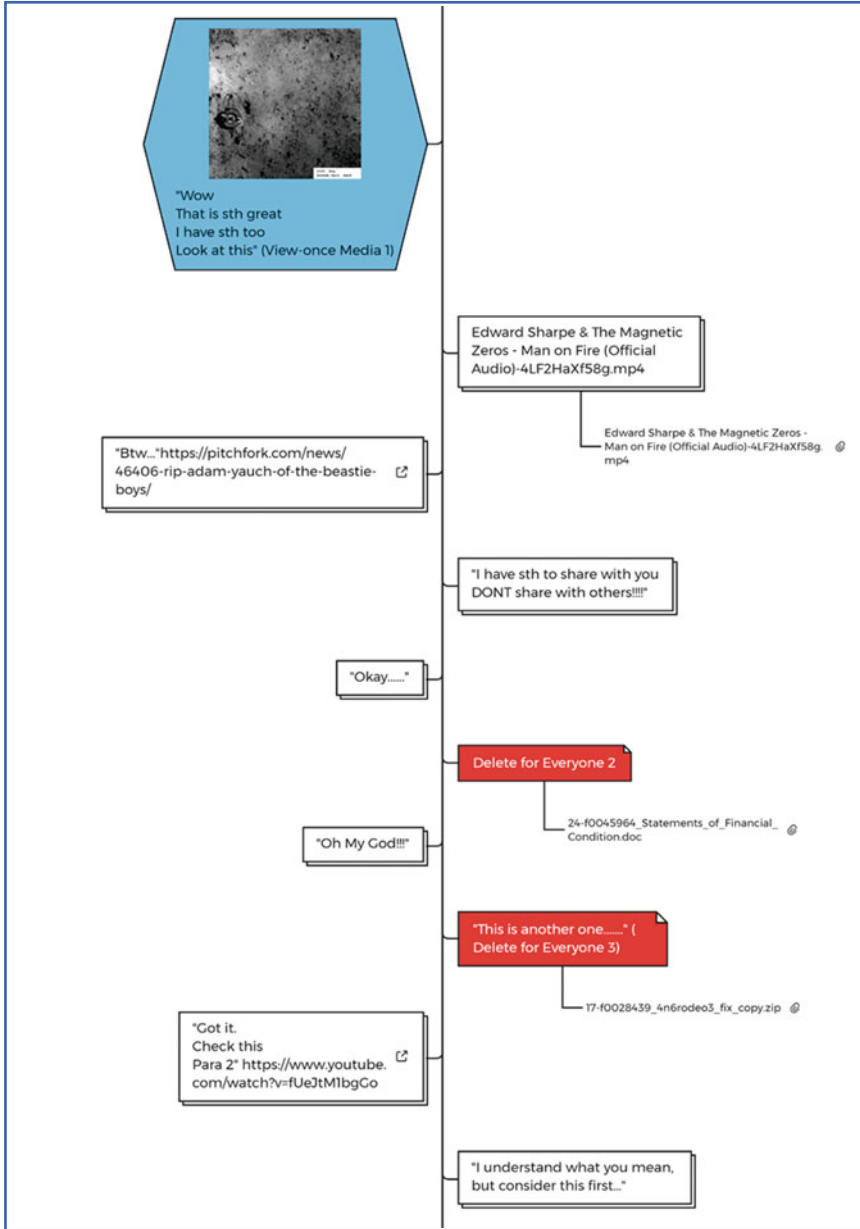 "Wow
That is sth great
I have sth too
Look at this" (View-once Media 1)
Edward Sharpe & The Magnetic
Zeros - Man on Fire (Official
Audio)-4LF2HaXf58g.mp4
Edward Sharpe & The Magnetic Zeros -
Man on Fire (Official Audio)-4LF2HaXf58g.
mp4
"Btw..."https://pitchfork.com/news/
46406-rip-adam-yauch-of-the-beastie-
boys/
"I have sth to share with you
DONT share with others!!!!"
"Okay......"
Delete for Everyone 2
24-f0045964_Statements_of_Financial_
Condition.doc
"Oh My God!!!"
"This is another one......." (
Delete for Everyone 3)
17-f0028439_4n6rodeo3_fix_copy.zip
"Got it.
Check this
Para 2" https://www.youtube.
com/watch?v=fUeJtM1bgGo
"I understand what you mean,
but consider this first..."